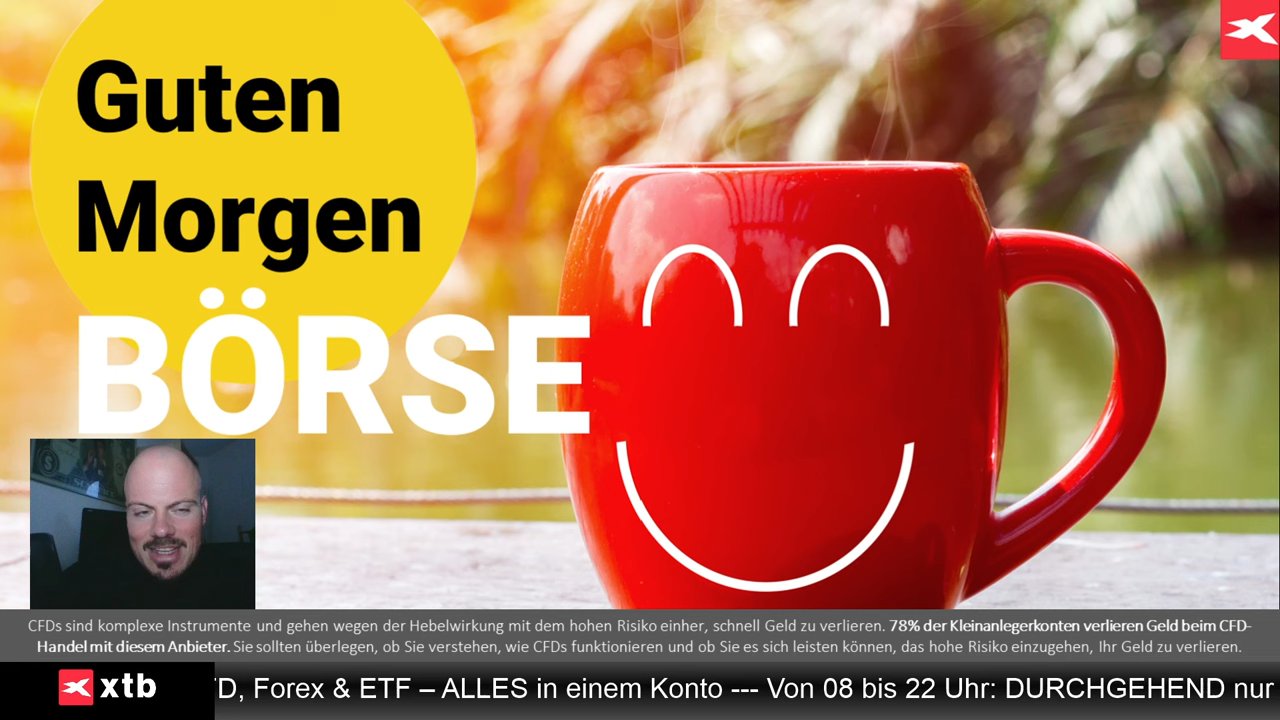 Guten
Morgen
BÖRSE
CFDs sind komplexe Instrumente und gehen wegen der Hebelwirkung mit dem hohen Risiko einher, schnell Geld zu verlieren. 78% der Kleinanlegerkonten verlieren Geld beim CFD-
Handel mit diesem Anbieter. Sie sollten überlegen, ob Sie verstehen, wie CFDs funktionieren und ob Sie es sich leisten können, das hohe Risiko einzugehen, Ihr Geld zu verlieren.
xtb
TD, Forex & ETF – ALLES in einem Konto --- Von 08 bis 22 Uhr: DURCHGEHEND nur